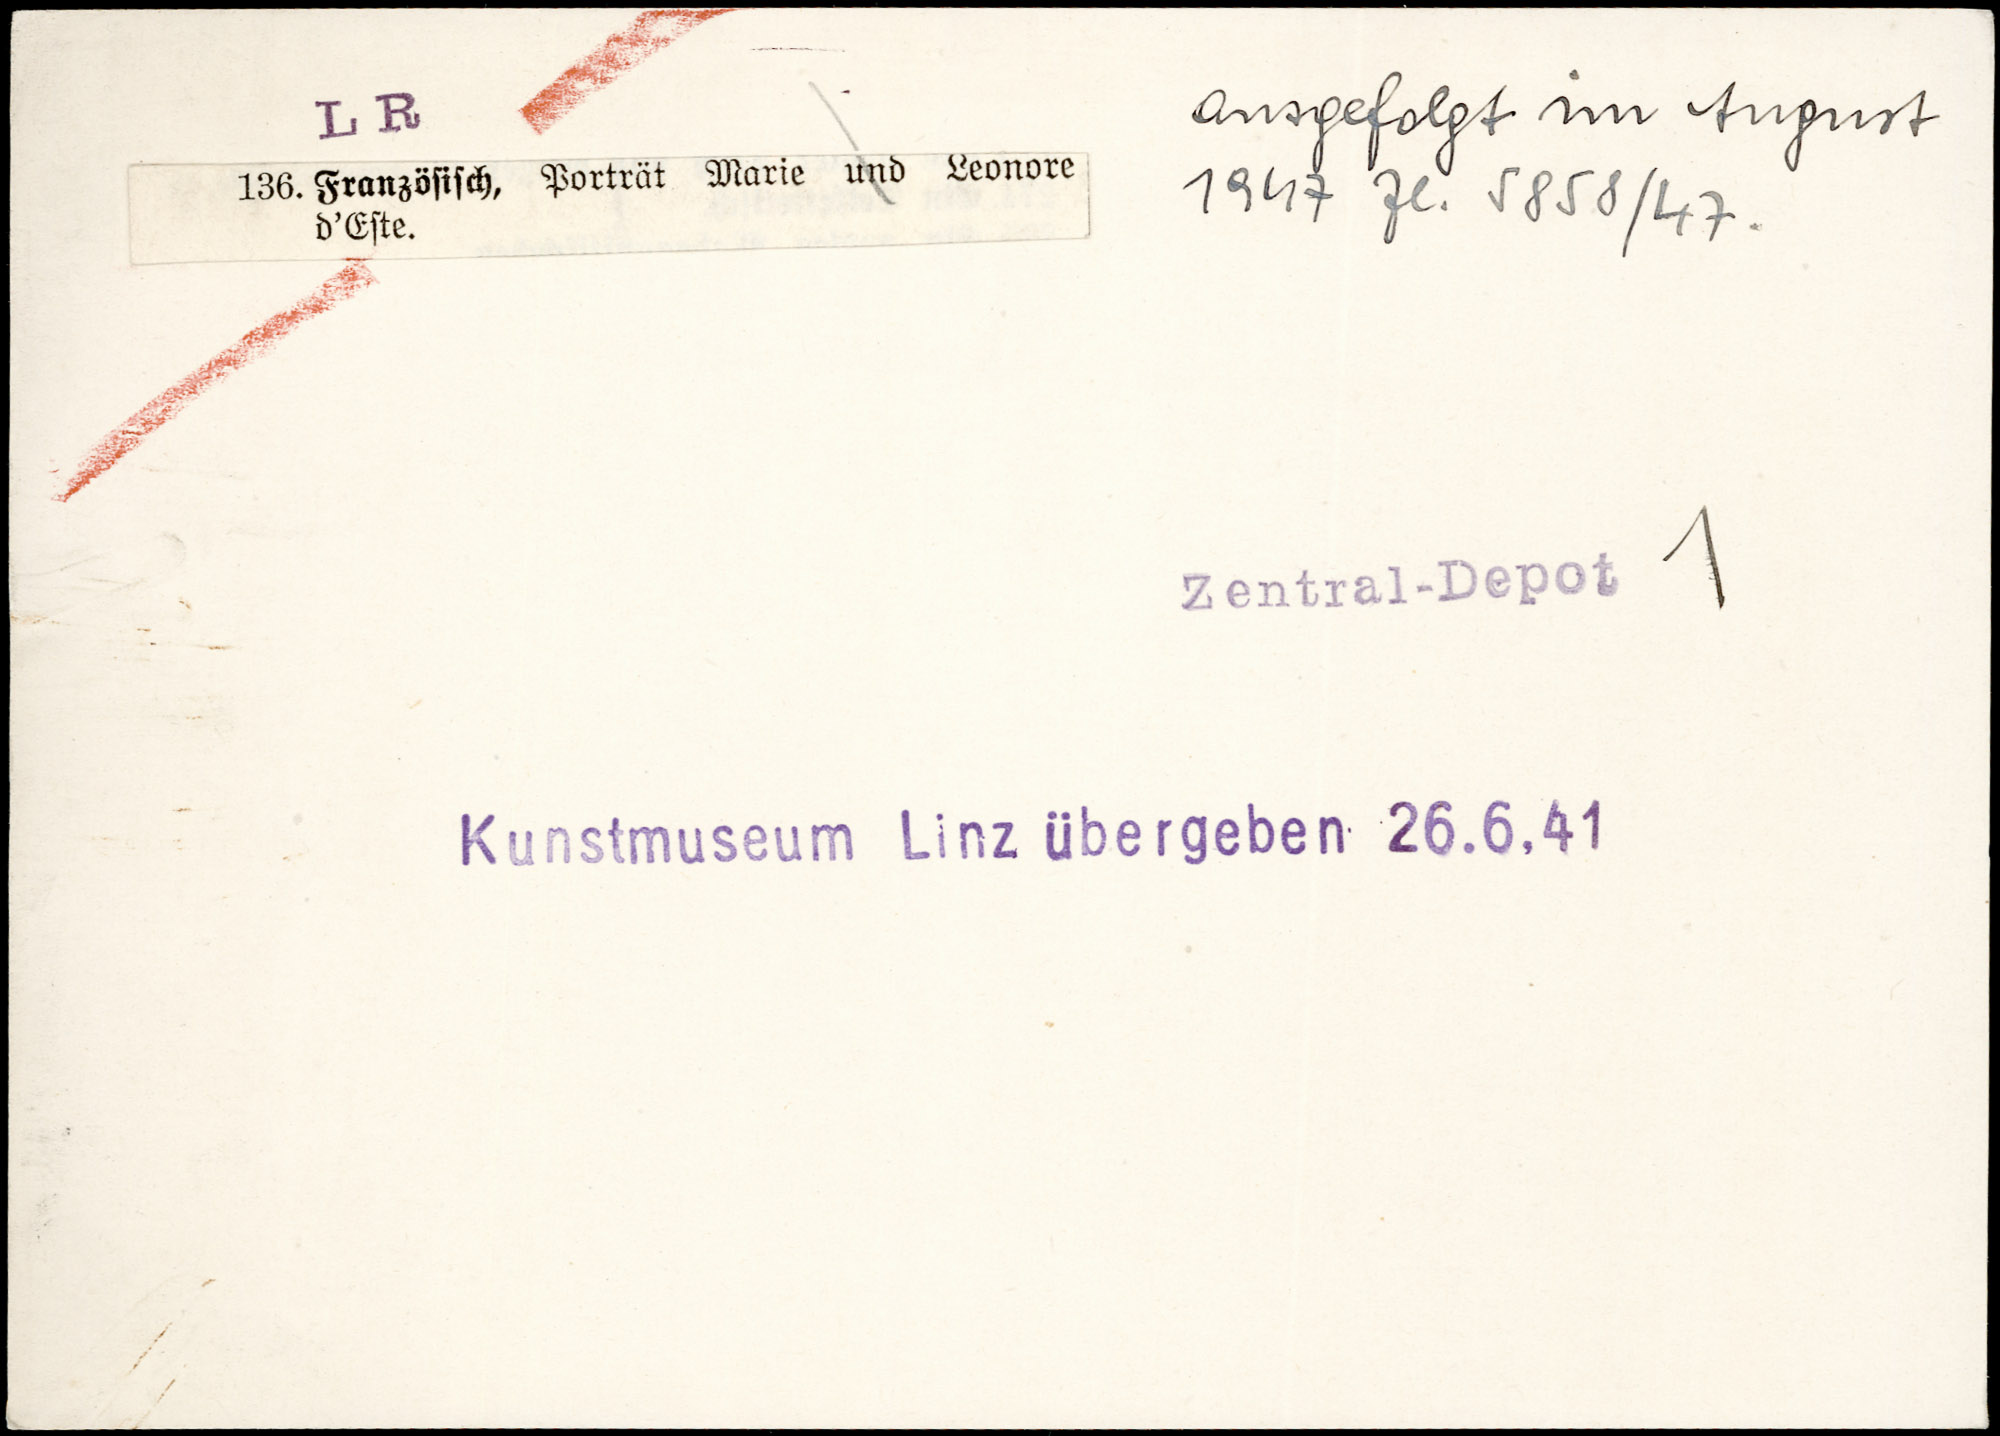 L R
136. Französisch, Porträt Marie und Leonore
d'Este.
ausgefolgt im August
1947 Zl. 5858/47.
Zentral-Depot 1
Kunstmuseum Linz übergeben 26.6.41